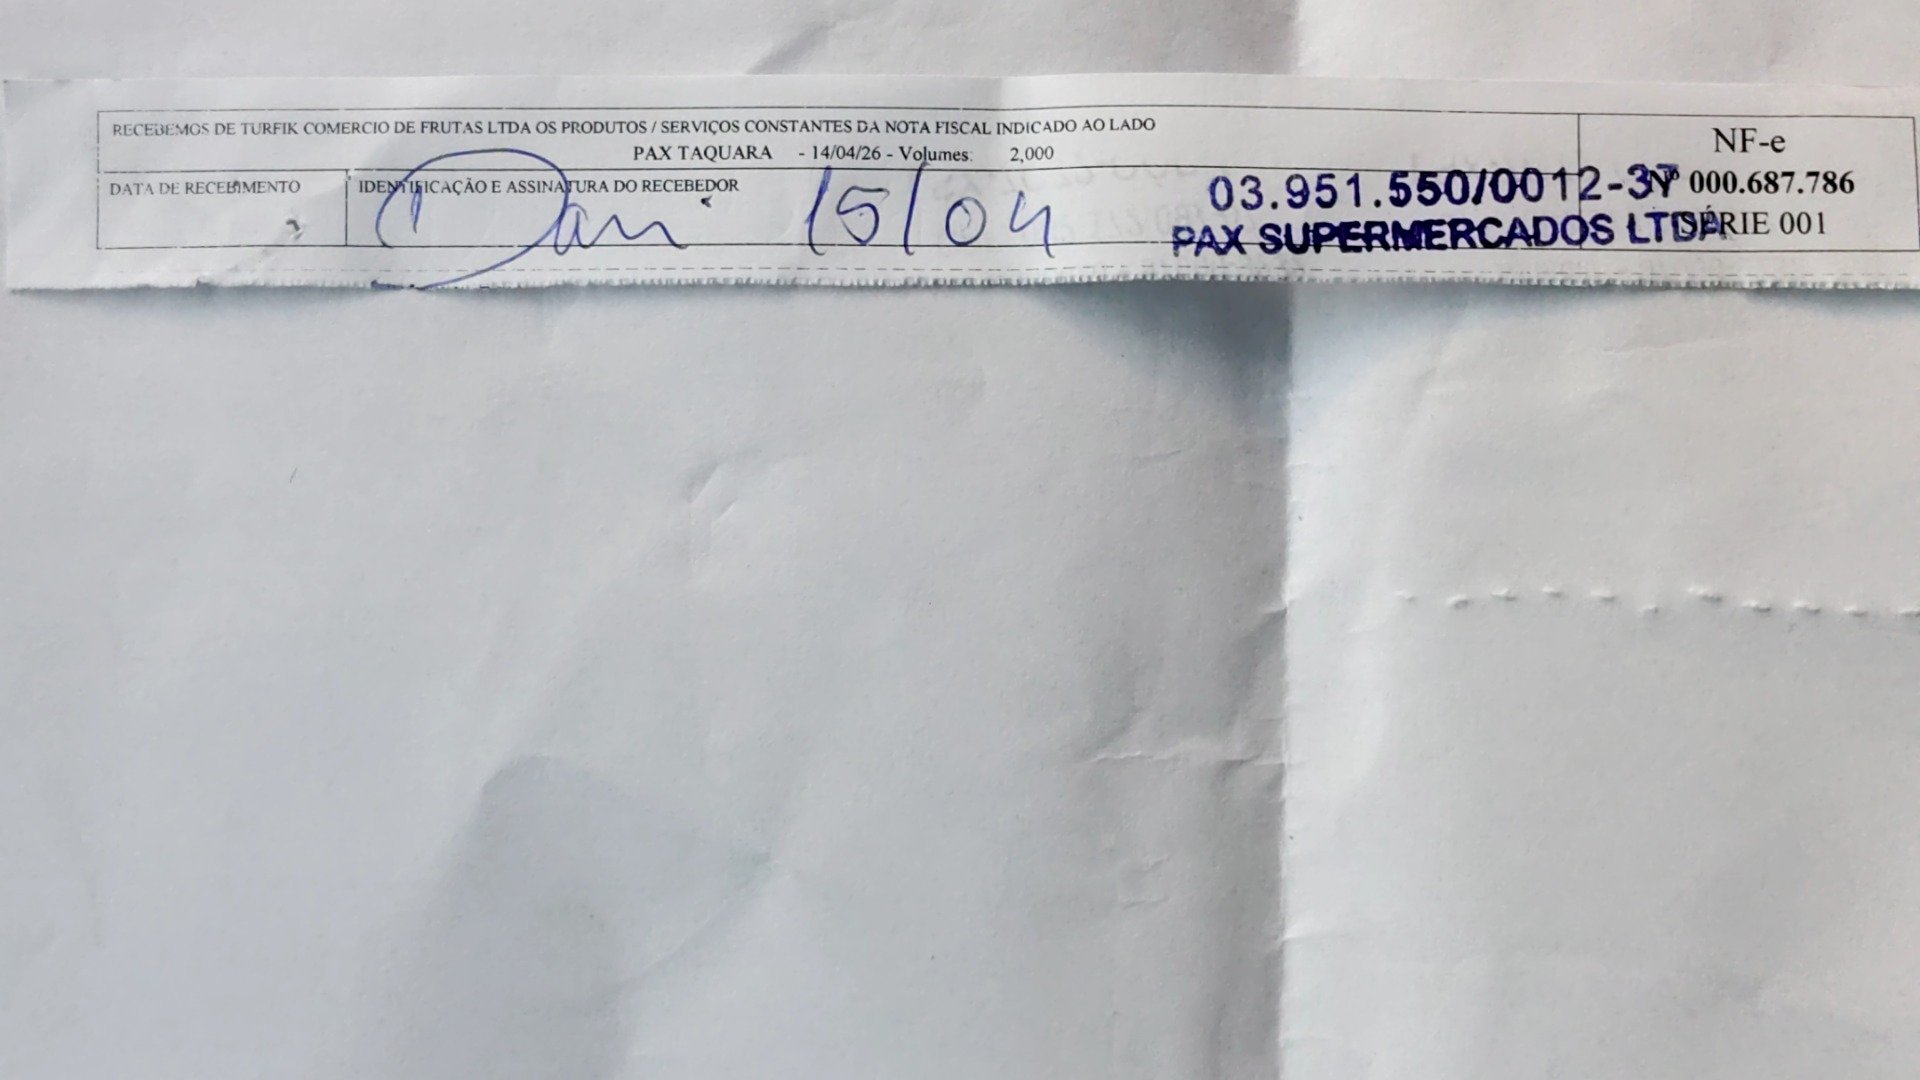 RECEBEMOS DE TURFIK COMERCIO DE FRUTAS LTDA OS PRODUTOS / SERVIÇOS CONSTANTES DA NOTA FISCAL INDICADO AO LADO
PAX TAQUARA - 14/04/26 - Volumes: 2,000
DATA DE RECEBIMENTO
IDENTIFICAÇÃO E ASSINATURA DO RECEBEDOR
Dani 15/04
03.951.550/0012-37
PAX SUPERMERCADOS LTDA
NF-e
Nº 000.687.786
SÉRIE 001